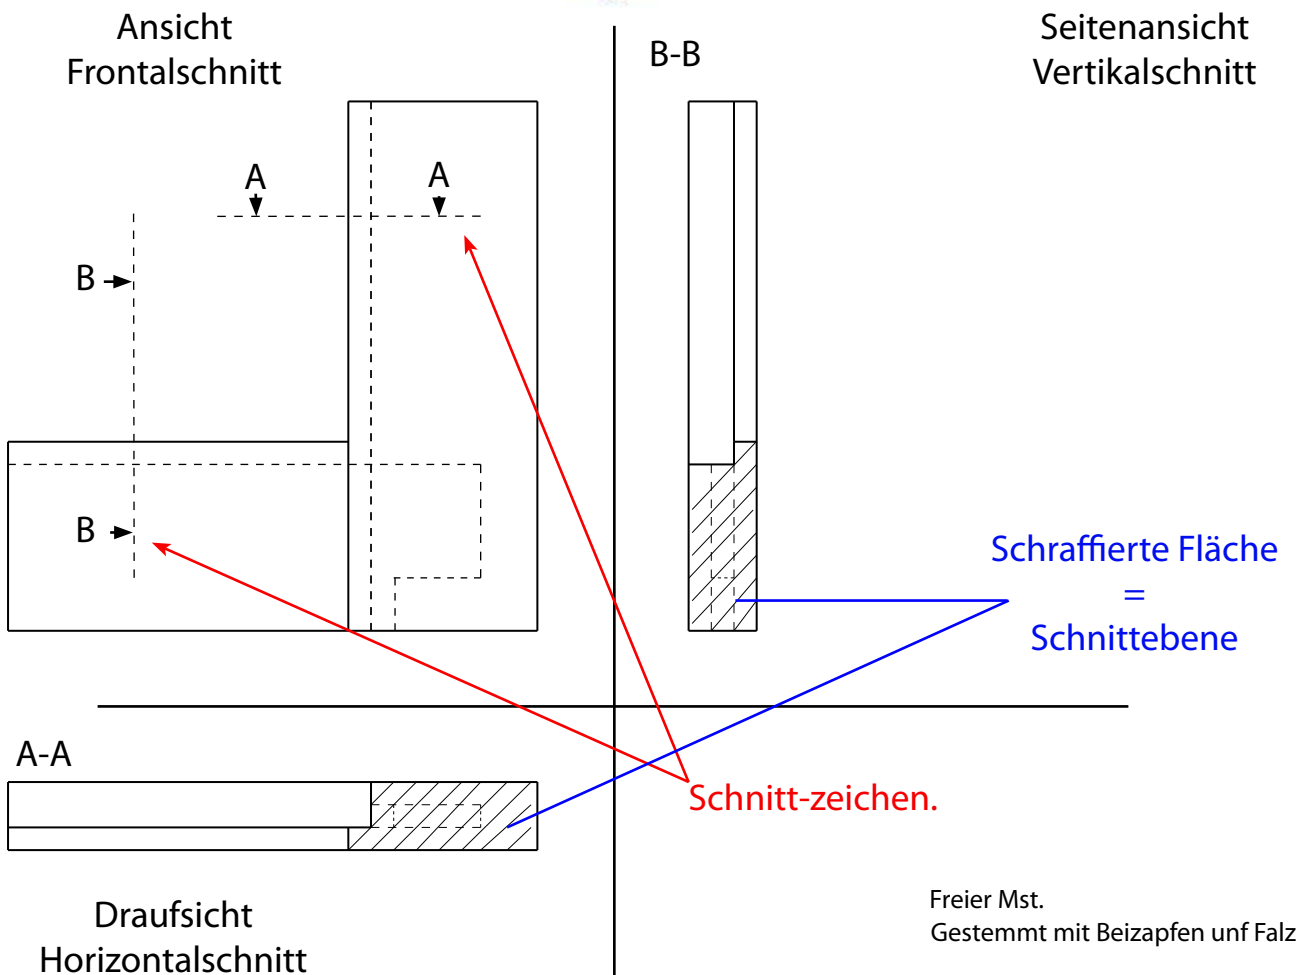 Ansicht
Frontalschnitt
B-B
Seitenansicht
Vertikalschnitt
A
A
B
B
Schraffierte Fläche
=
Schnittebene
A-A
Schnitt-zeichen.
Draufsicht
Horizontalschnitt
Freier Mst.
Gestemmt mit Beizapfen unf Falz